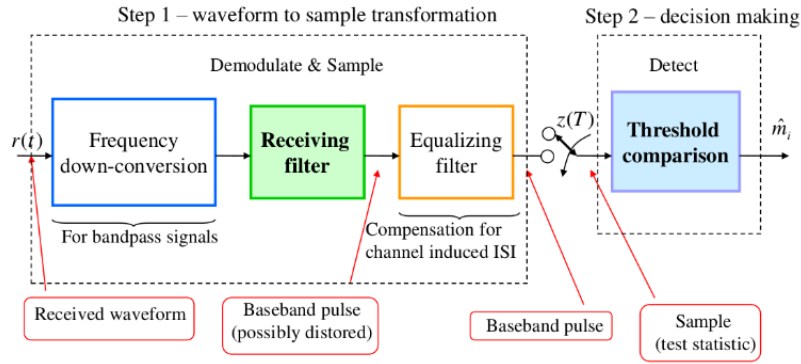 Step 1 – waveform to sample transformation
Step 2 – decision making
Demodulate & Sample
Detect
r(t)
Frequency
down-conversion
Receiving
filter
Equalizing
filter
z(T)
Threshold
comparison
m̂ᵢ
For bandpass signals
Compensation for
channel induced ISI
Received waveform
Baseband pulse
(possibly distored)
Baseband pulse
Sample
(test statistic)